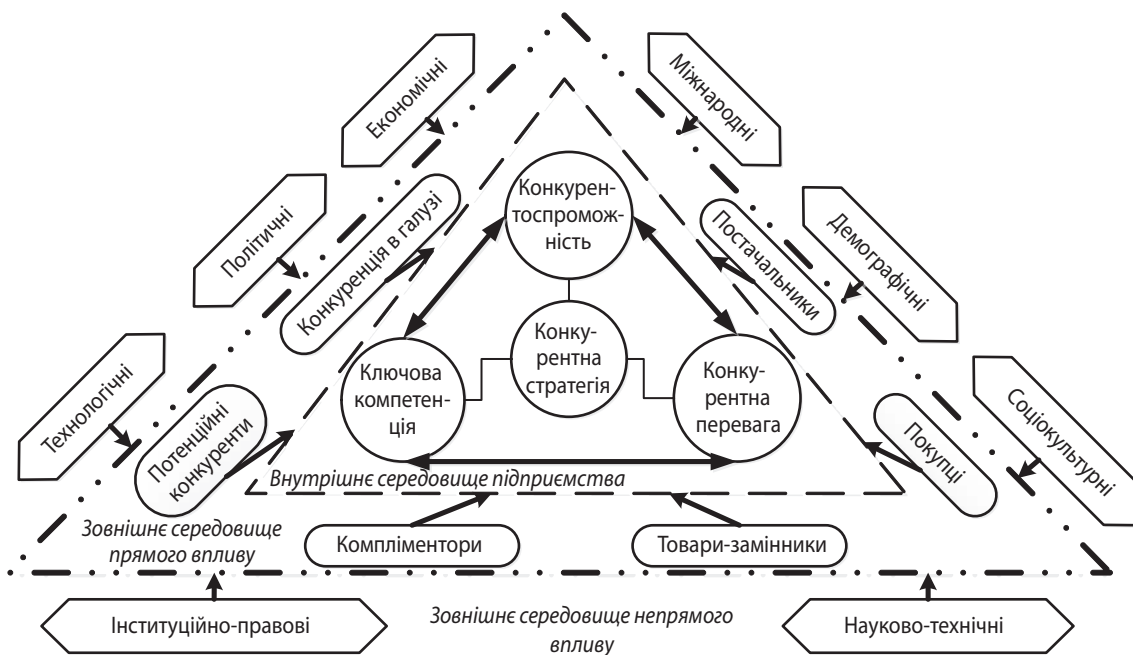 Економічні
Міжнародні
Політичні
Конкуренція в галузі
Конкурен-
тоспромож-
ність
Постачальники
Демографічні
Технологічні
Потенційні
конкуренти
Ключова
компетен-
ція
Конку-
рентна
стратегія
Конку-
рентна
перевага
Покупці
Соціокультурні
Внутрішнє середовище підприємства
Зовнішнє середовище
прямого впливу
Компліментори
Товари-замінники
Інституційно-правові
Зовнішнє середовище непрямого
впливу
Науково-технічні